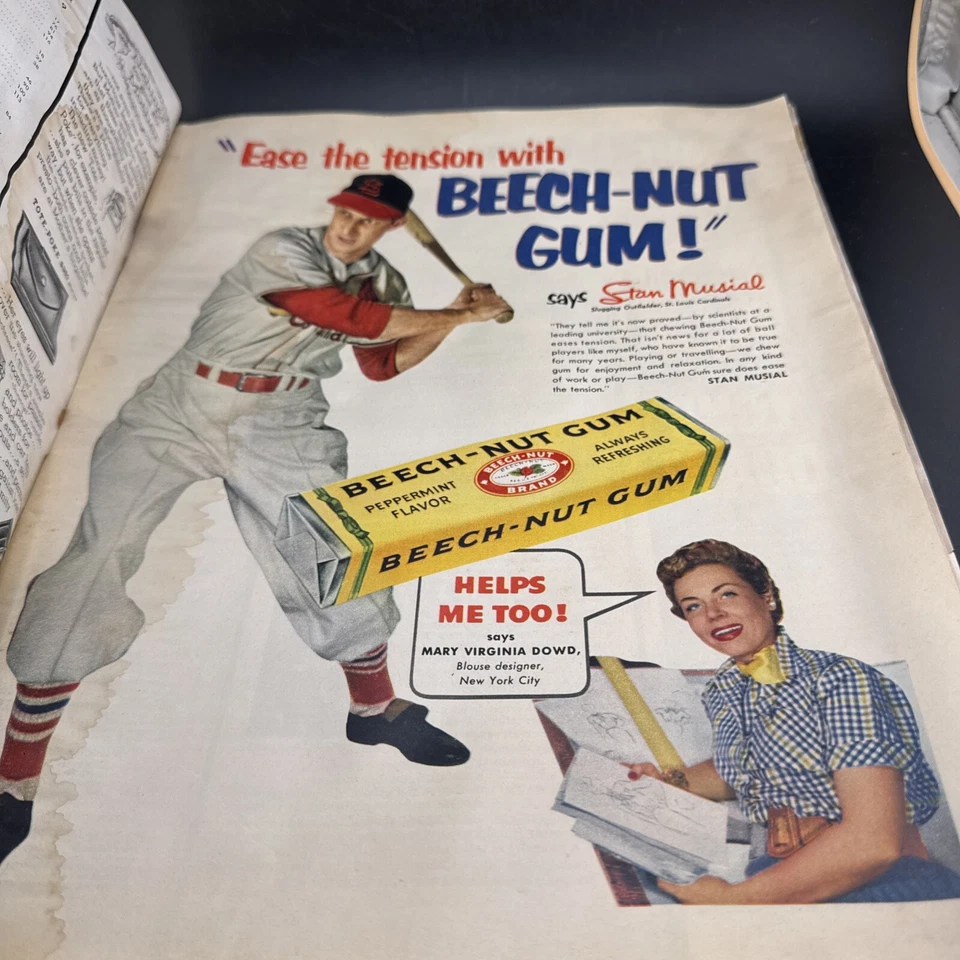 "Ease the tension with
BEECH-NUT
GUM!"
says Stan Musial
Slugging Outfielder, St. Louis Cardinals
"They tell me it's now proved—by scientists at a
leading university—that chewing Beech-Nut Gum
eases tension. That isn't news for a lot of ball
players like myself, who have known it to be true
for many years. Playing or travelling—we chew
gum for enjoyment and relaxation. In any kind
of work or play—Beech-Nut Gum sure does ease
the tension."
STAN MUSIAL
BEECH-NUT GUM
PEPPERMINT
FLAVOR
BEECH-NUT
BRAND
ALWAYS
REFRESHING
BEECH-NUT GUM
HELPS
ME TOO!
says
MARY VIRGINIA DOWD,
Blouse designer,
New York City
TOTE-POKE